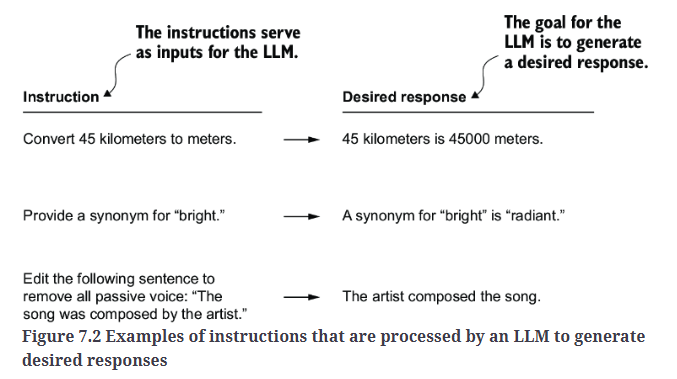 The instructions serve
as inputs for the LLM.
The goal for the
LLM is to generate
a desired response.
Instruction
Desired response
Convert 45 kilometers to meters.
45 kilometers is 45000 meters.
Provide a synonym for “bright.”
A synonym for “bright” is “radiant.”
Edit the following sentence to
remove all passive voice: “The
song was composed by the artist.”
The artist composed the song.
Figure 7.2 Examples of instructions that are processed by an LLM to generate
desired responses